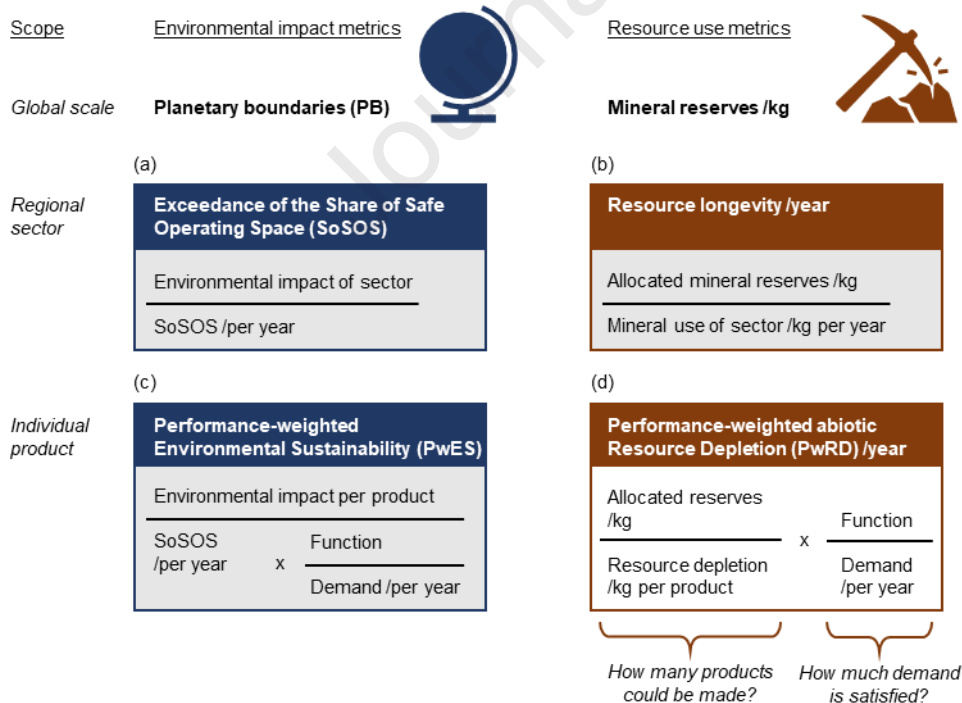 Scope
Environmental impact metrics
Resource use metrics
Global scale
Planetary boundaries (PB)
Mineral reserves /kg
(a)
(b)
Regional
sector
Exceedance of the Share of Safe
Operating Space (SoSOS)
Environmental impact of sector
SoSOS /per year
Resource longevity /year
Allocated mineral reserves /kg
Mineral use of sector /kg per year
(c)
(d)
Individual
product
Performance-weighted
Environmental Sustainability (PwES)
Environmental impact per product
SoSOS
/per year
x
Function
Demand /per year
Performance-weighted abiotic
Resource Depletion (PwRD) /year
Allocated reserves
/kg
Resource depletion
/kg per product
x
Function
Demand
/per year
How many products
could be made?
How much demand
is satisfied?